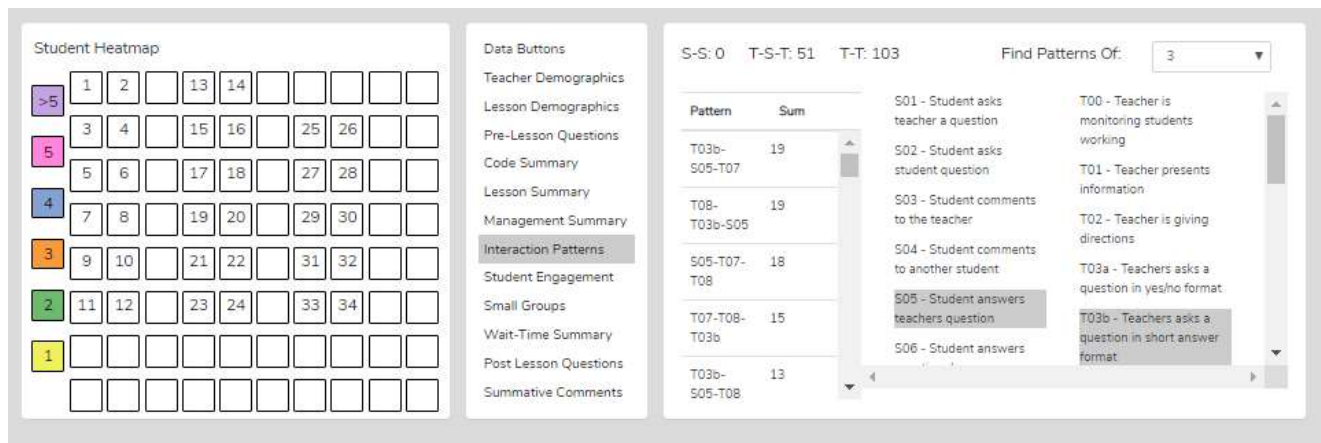 Student Heatmap
>5
5
4
3
2
1
1 2 13 14
3 4 15 16 25 26
5 6 17 18 27 28
7 8 19 20 29 30
9 10 21 22 31 32
11 12 23 24 33 34
Data Buttons
Teacher Demographics
Lesson Demographics
Pre-Lesson Questions
Code Summary
Lesson Summary
Management Summary
Interaction Patterns
Student Engagement
Small Groups
Wait-Time Summary
Post Lesson Questions
Summative Comments
S-S: 0 T-S-T: 51 T-T: 103 Find Patterns Of: 3
Pattern Sum
T03b- 19
S05-T07
T08- 19
T03b-S05
S05-T07- 18
T08
T07-T08- 15
T03b
T03b- 13
S05-T08
S01 - Student asks
teacher a question
S02 - Student asks
student question
S03 - Student comments
to the teacher
S04 - Student comments
to another student
S05 - Student answers
teachers question
S06 - Student answers
T00 - Teacher is
monitoring students
working
T01 - Teacher presents
information
T02 - Teacher is giving
directions
T03a - Teachers asks a
question in yes/no format
T03b - Teachers asks a
question in short answer
format